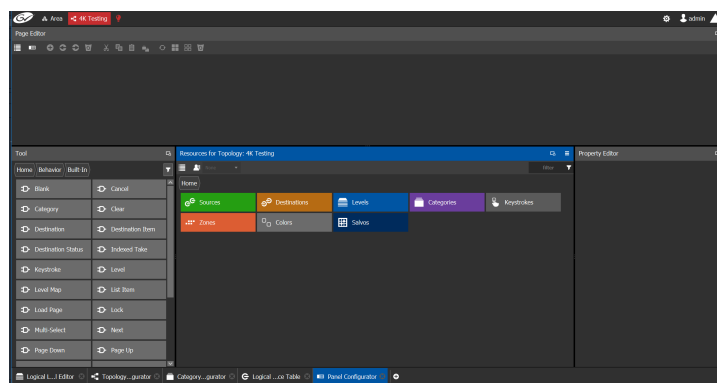 GV Area 4K Testing admin
Page Editor
Tool
Resources for Topology: 4K Testing
Property Editor
Home Behavior Built-In
Filter
Home
Blank Cancel
Category Clear
Destination Destination Item
Destination Status Indexed Take
Keystroke Level
Level Map List Item
Load Page Lock
Multi-Select Next
Page Down Page Up
Sources Destinations Levels Categories Keystrokes
Zones Colors Salvos
Logical L...l Editor Topology...gurator Category...gurator Logical ...ce Table Panel Configurator